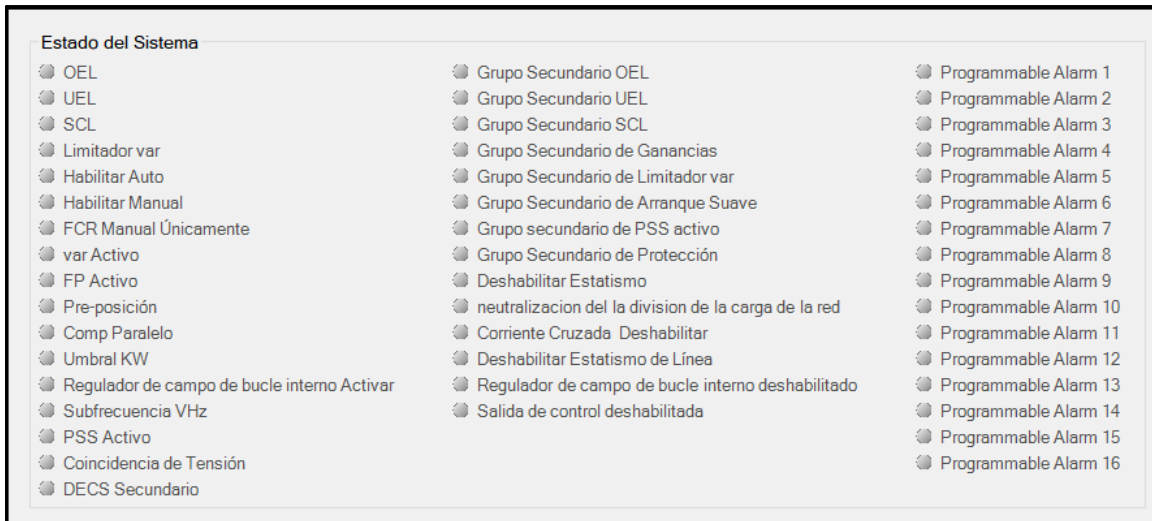 Estado del Sistema
OEL
UEL
SCL
Limitador var
Habilitar Auto
Habilitar Manual
FCR Manual Únicamente
var Activo
FP Activo
Pre-posición
Comp Paralelo
Umbral KW
Regulador de campo de bucle interno Activar
Subfrecuencia VHz
PSS Activo
Coincidencia de Tensión
DECS Secundario
Grupo Secundario OEL
Grupo Secundario UEL
Grupo Secundario SCL
Grupo Secundario de Ganancias
Grupo Secundario de Limitador var
Grupo Secundario de Arranque Suave
Grupo secundario de PSS activo
Grupo Secundario de Protección
Deshabilitar Estatismo
neutralizacion del la division de la carga de la red
Corriente Cruzada  Deshabilitar
Deshabilitar Estatismo de Línea
Regulador de campo de bucle interno deshabilitado
Salida de control deshabilitada
Programmable Alarm 1
Programmable Alarm 2
Programmable Alarm 3
Programmable Alarm 4
Programmable Alarm 5
Programmable Alarm 6
Programmable Alarm 7
Programmable Alarm 8
Programmable Alarm 9
Programmable Alarm 10
Programmable Alarm 11
Programmable Alarm 12
Programmable Alarm 13
Programmable Alarm 14
Programmable Alarm 15
Programmable Alarm 16